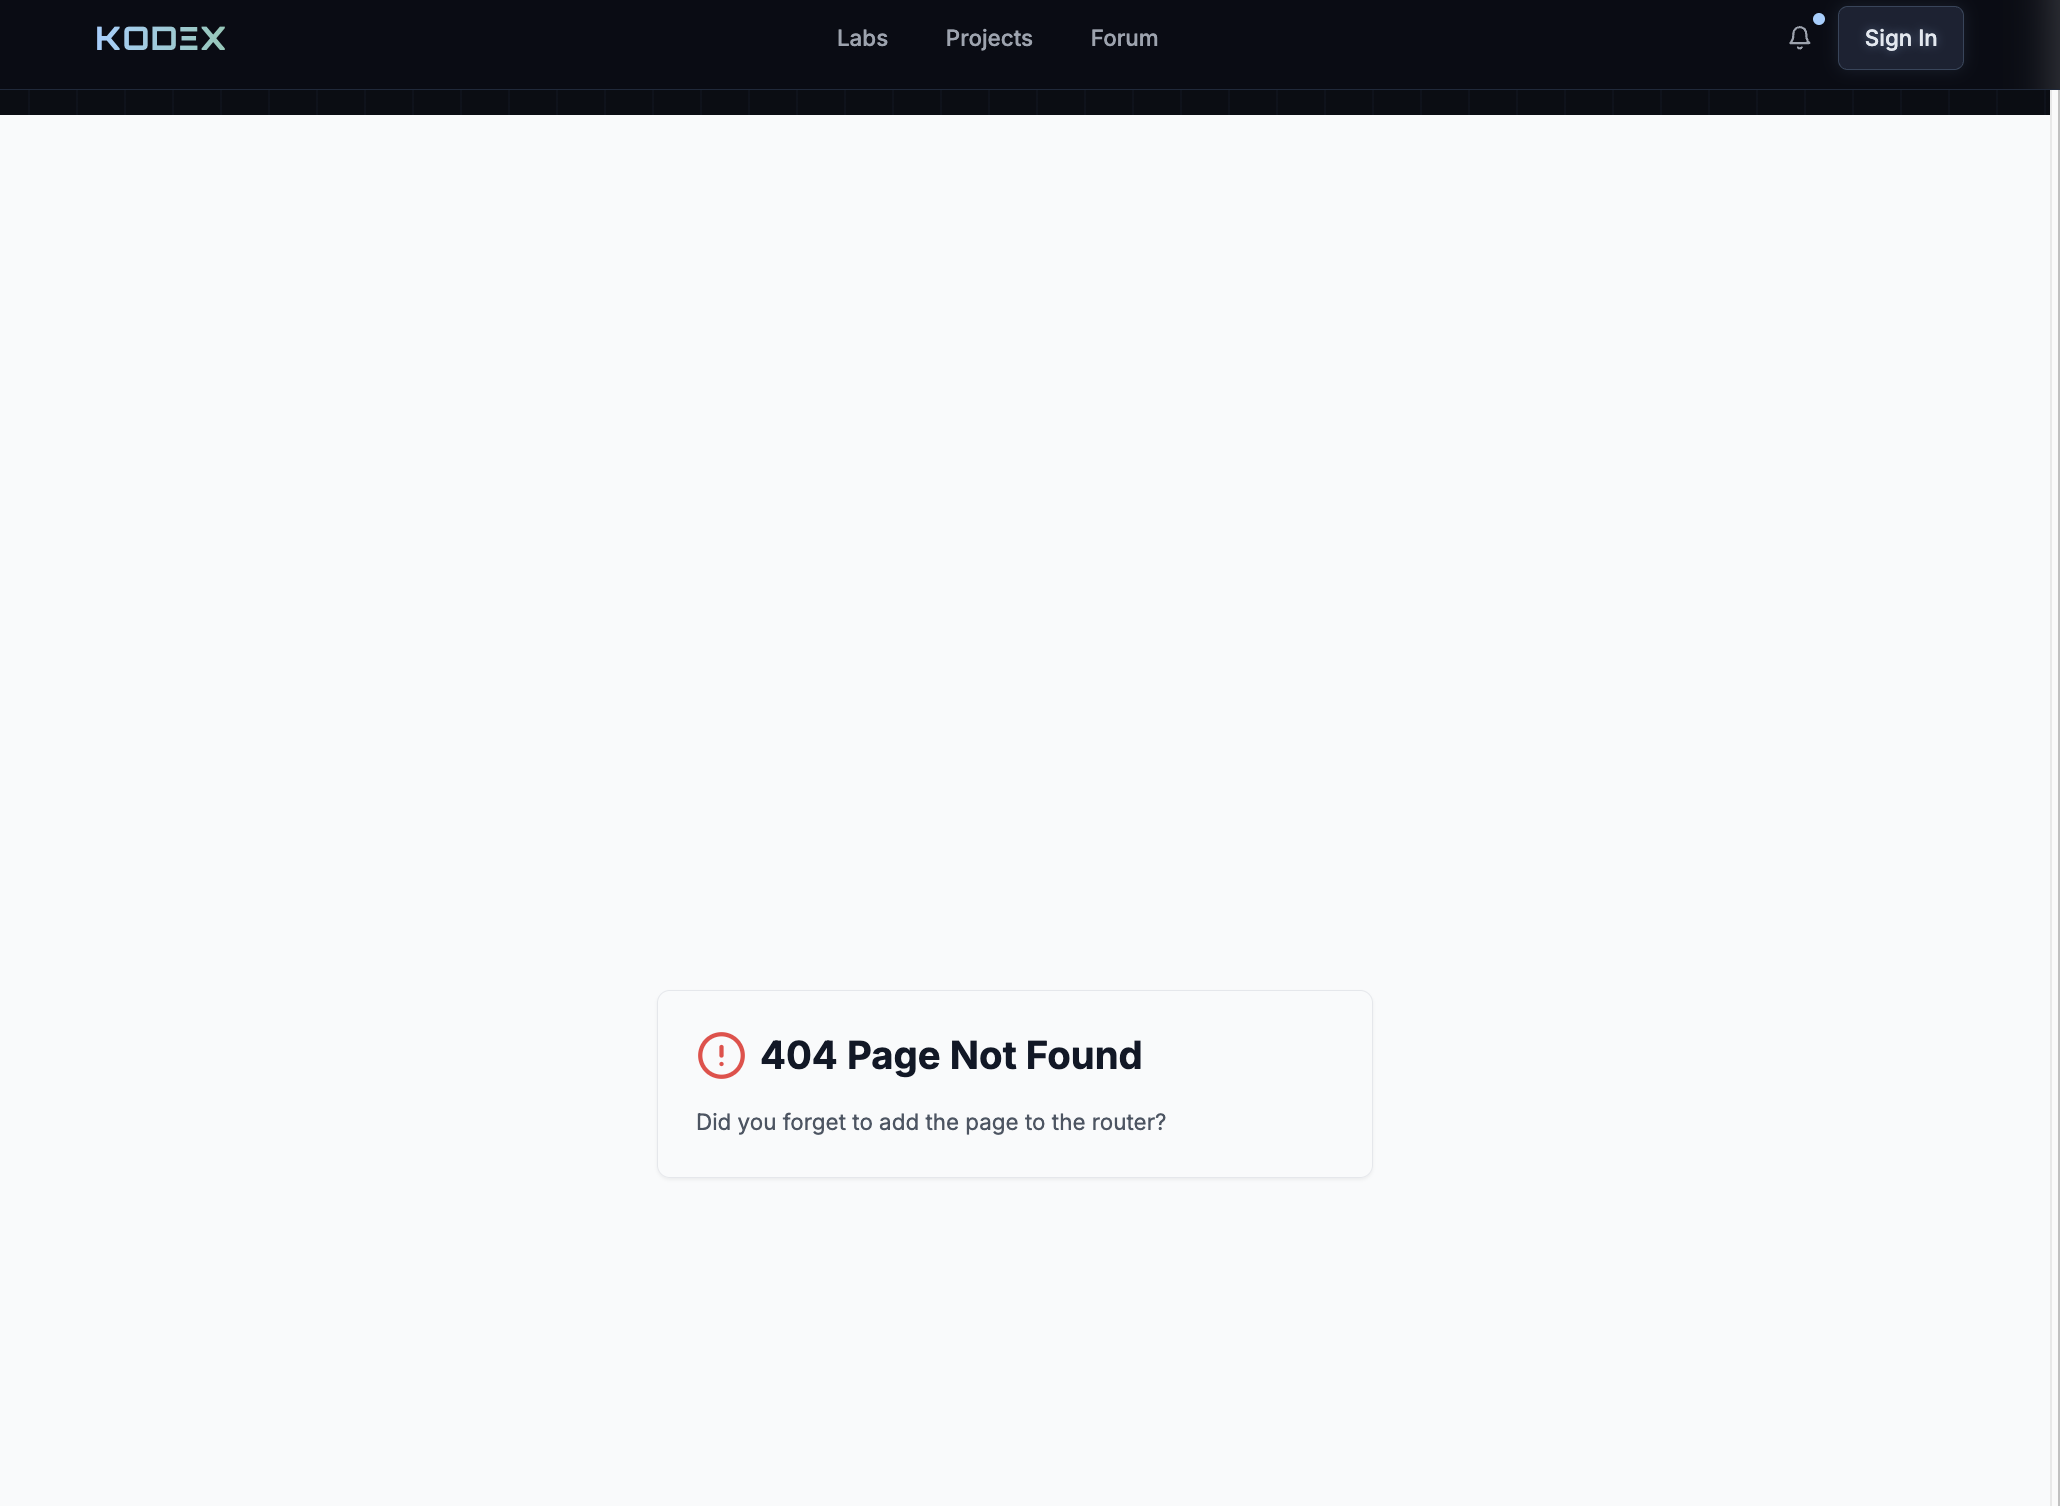 KODEX
Labs
Projects
Forum
Sign In
404 Page Not Found
Did you forget to add the page to the router?